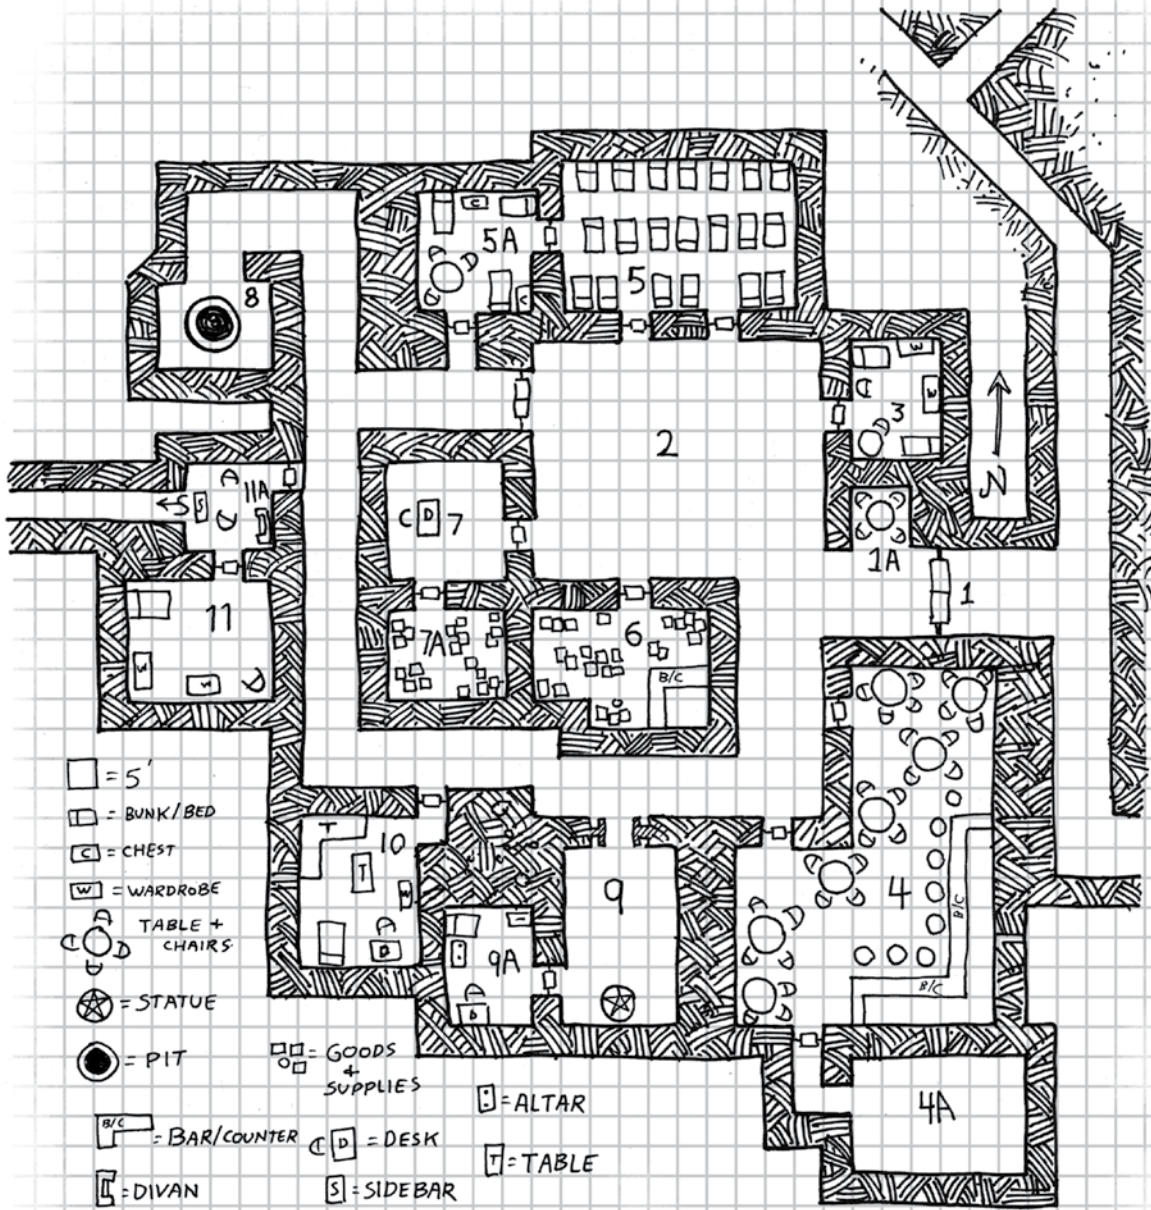 5A
C
C
5
8
W
W
3
N
2
1A
1
S
11A
S
C D
7
7A
6
B/C
11
W
W
T
10
T
W
D
9
9A
D
4
B/C
B/C
4A
= 5'
= BUNK/BED
C = CHEST
W = WARDROBE
TABLE +
CHAIRS
= STATUE
= PIT
= GOODS
+
SUPPLIES
B/C = BAR/COUNTER
= DIVAN
D = DESK
S = SIDEBAR
= ALTAR
T = TABLE